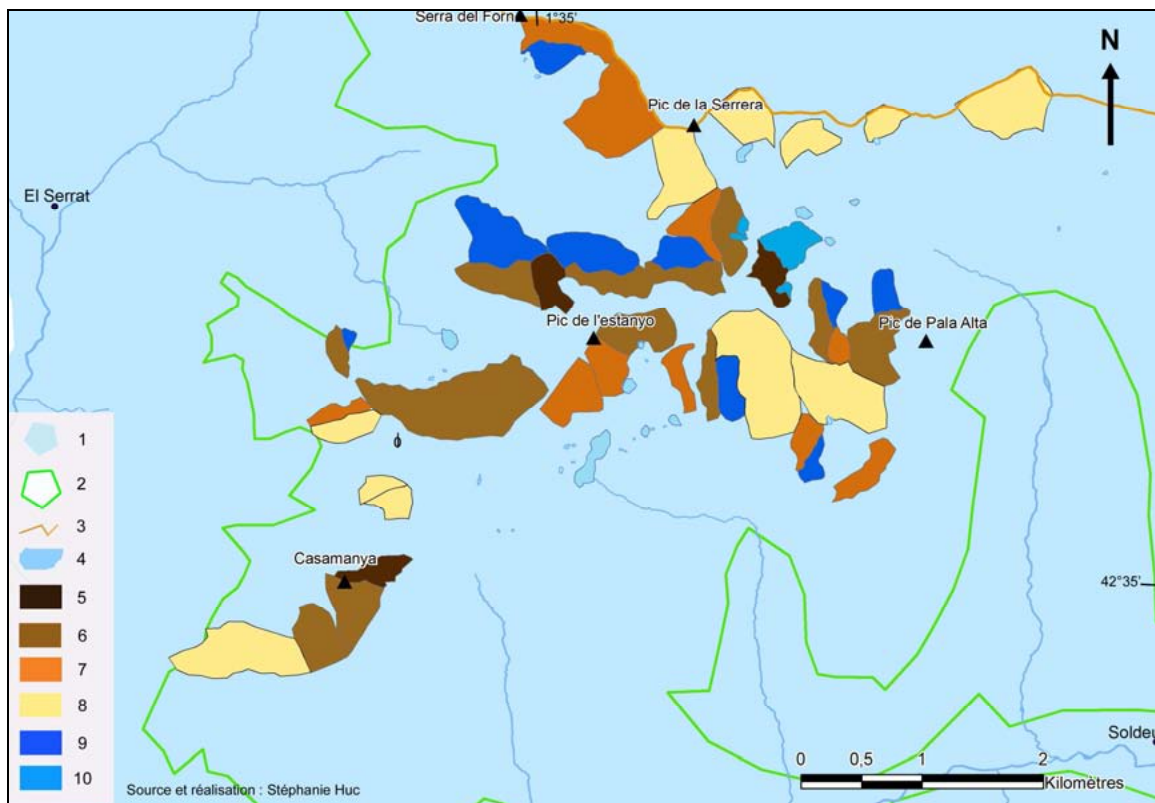 Serra del Forn
1°35'
N
Pic de la Serrera
El Serrat
Pic de l'estanyo
Pic de Pala Alta
Casamanya
42°35'
Soldeu
1
2
3
4
5
6
7
8
9
10
0 0,5 1 2
Kilomètres
Source et réalisation : Stéphanie Huc